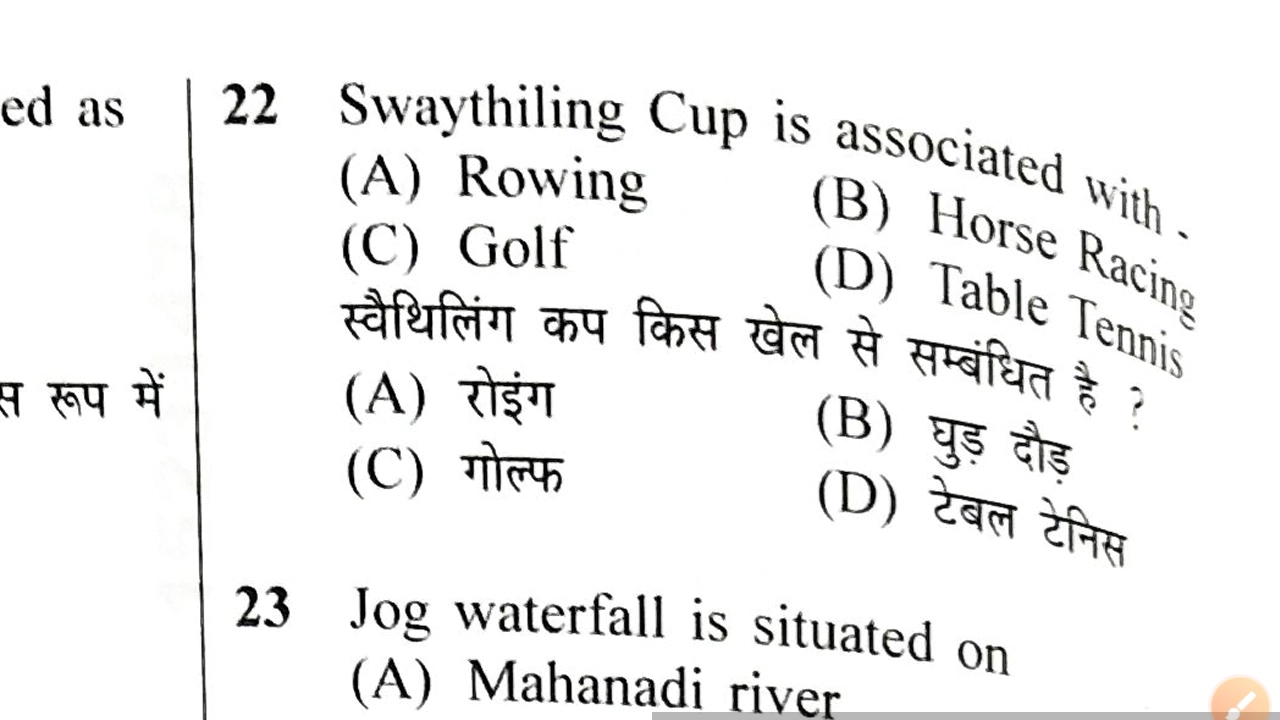 ed as
स रूप में
22 Swaythiling Cup is associated with .
(A) Rowing (B) Horse Racing
(C) Golf (D) Table Tennis
स्वैथिलिंग कप किस खेल से सम्बंधित है ?
(A) रोइंग (B) घुड़ दौड़
(C) गोल्फ (D) टेबल टेनिस
23 Jog waterfall is situated on
(A) Mahanadi river